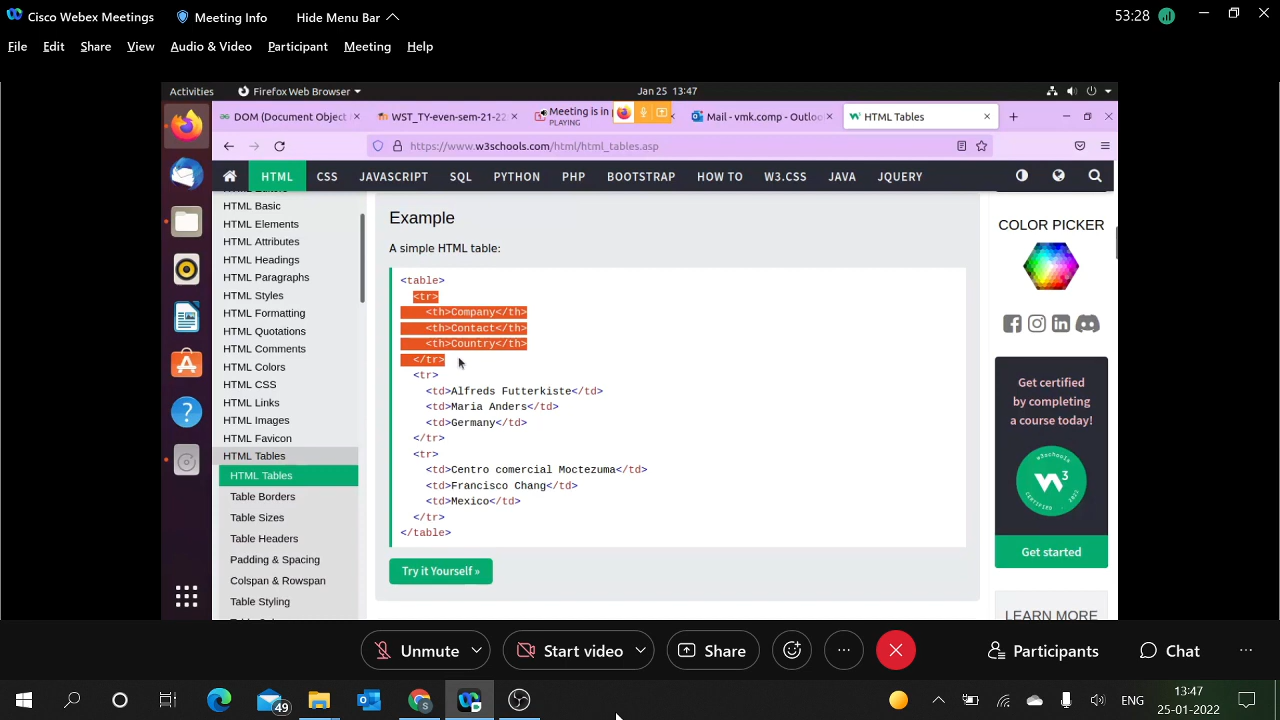 Cisco Webex Meetings Meeting Info Hide Menu Bar 53:28
File Edit Share View Audio & Video Participant Meeting Help
Activities Firefox Web Browser Jan 25 13:47
DOM (Document Object WST_TY-even-sem-21-22 Meeting is in p Mail - vmk.comp - Outloo HTML Tables
PLAYING
https://www.w3schools.com/html/html_tables.asp
HTML CSS JAVASCRIPT SQL PYTHON PHP BOOTSTRAP HOW TO W3.CSS JAVA JQUERY
HTML Basic
HTML Elements
HTML Attributes
HTML Headings
HTML Paragraphs
HTML Styles
HTML Formatting
HTML Quotations
HTML Comments
HTML Colors
HTML CSS
HTML Links
HTML Images
HTML Favicon
HTML Tables
HTML Tables
Table Borders
Table Sizes
Table Headers
Padding & Spacing
Colspan & Rowspan
Table Styling
Example
A simple HTML table:
<table>
<tr>
<th>Company</th>
<th>Contact</th>
<th>Country</th>
</tr>
<tr>
<td>Alfreds Futterkiste</td>
<td>Maria Anders</td>
<td>Germany</td>
</tr>
<tr>
<td>Centro comercial Moctezuma</td>
<td>Francisco Chang</td>
<td>Mexico</td>
</tr>
</table>
Try it Yourself »
COLOR PICKER
Get certified
by completing
a course today!
Get started
LEARN MORE
Unmute Start video Share Participants Chat
49 ENG 13:47
25-01-2022